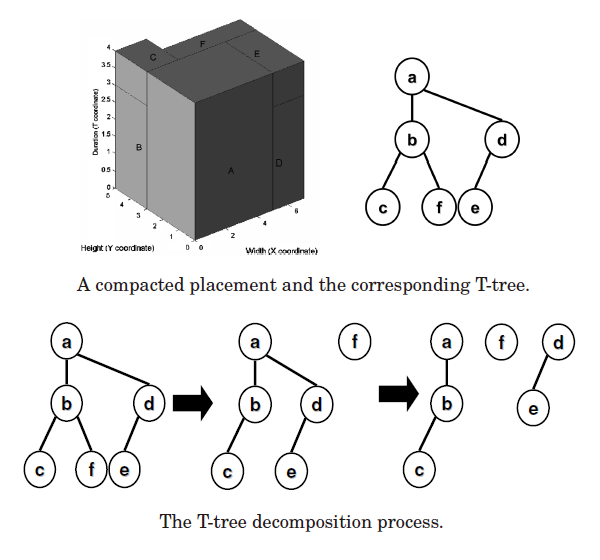 C
F
E
B
A
D
4
3.5
3
2.5
2
1.5
1
0.5
0
5
4
3
2
1
0
0
2
4
6
Duration (T coordinate)
Height (Y coordinate)
Width (X coordinate)
a
b
d
c
f
e
A compacted placement and the corresponding T-tree.
a
b
d
c
f
e
a
f
b
d
c
e
a
f
d
b
e
c
The T-tree decomposition process.